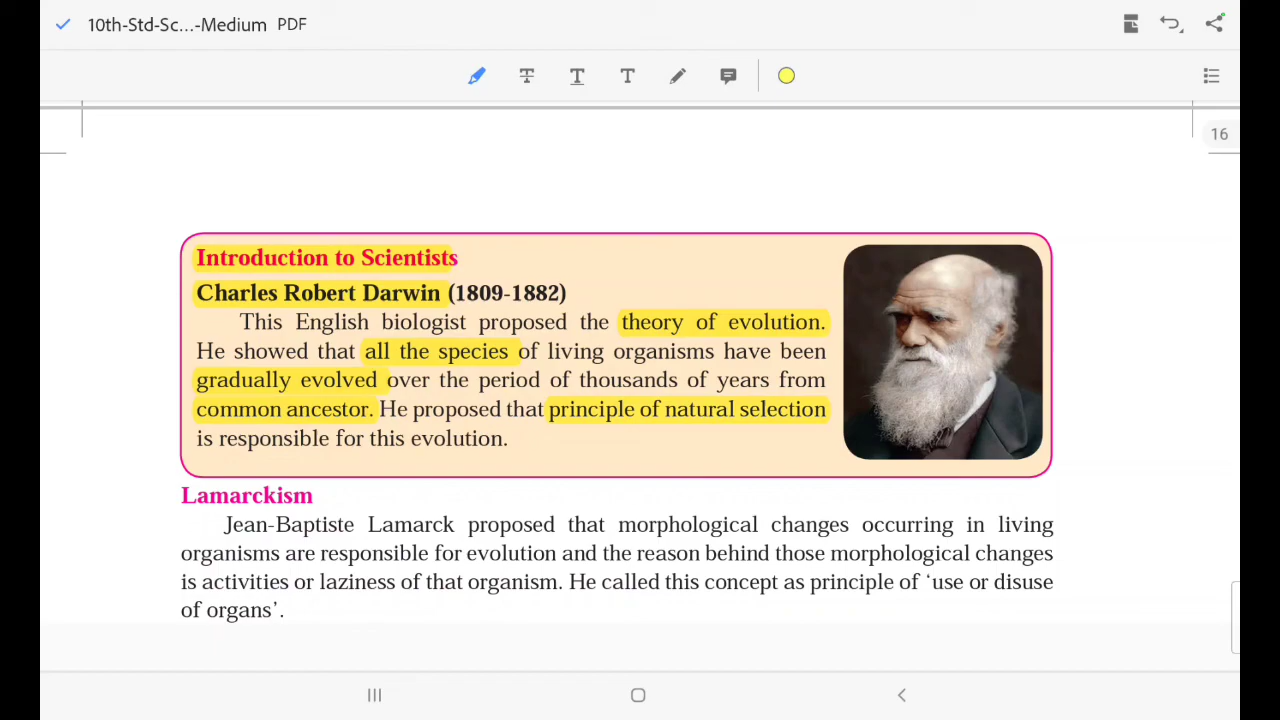 10th-Std-Sc...-Medium PDF
T T T
16
Introduction to Scientists
Charles Robert Darwin (1809-1882)
This English biologist proposed the theory of evolution.
He showed that all the species of living organisms have been
gradually evolved over the period of thousands of years from
common ancestor. He proposed that principle of natural selection
is responsible for this evolution.
Lamarckism
Jean-Baptiste Lamarck proposed that morphological changes occurring in living
organisms are responsible for evolution and the reason behind those morphological changes
is activities or laziness of that organism. He called this concept as principle of ‘use or disuse
of organs’.